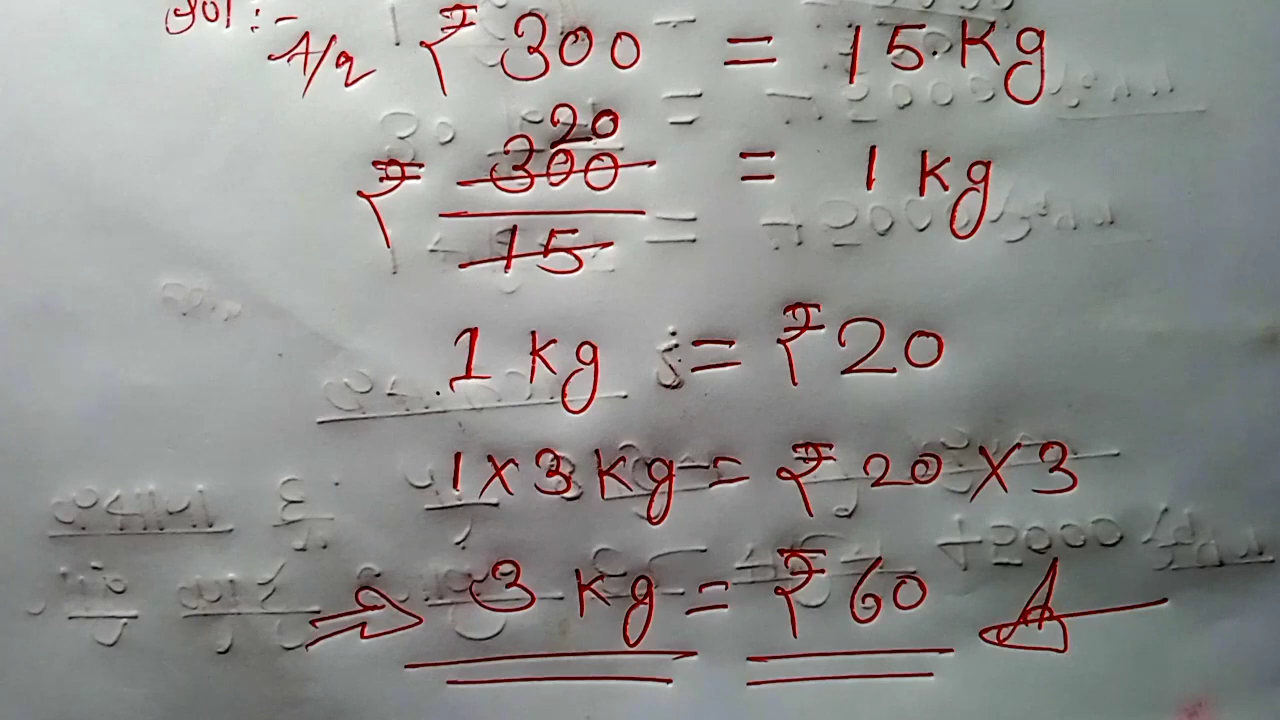 Sol :-
A/q ₹ 300 = 15 Kg
₹ 300/15 20 = 1 kg
1 kg = ₹ 20
1 x 3 kg = ₹ 20 x 3
⇒ 3 kg = ₹ 60 A